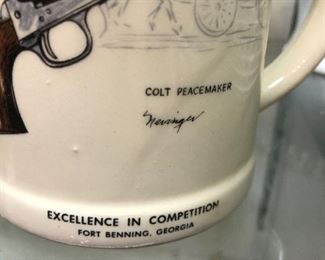 COLT PEACEMAKER
EXCELLENCE IN COMPETITION
FORT BENNING, GEORGIA